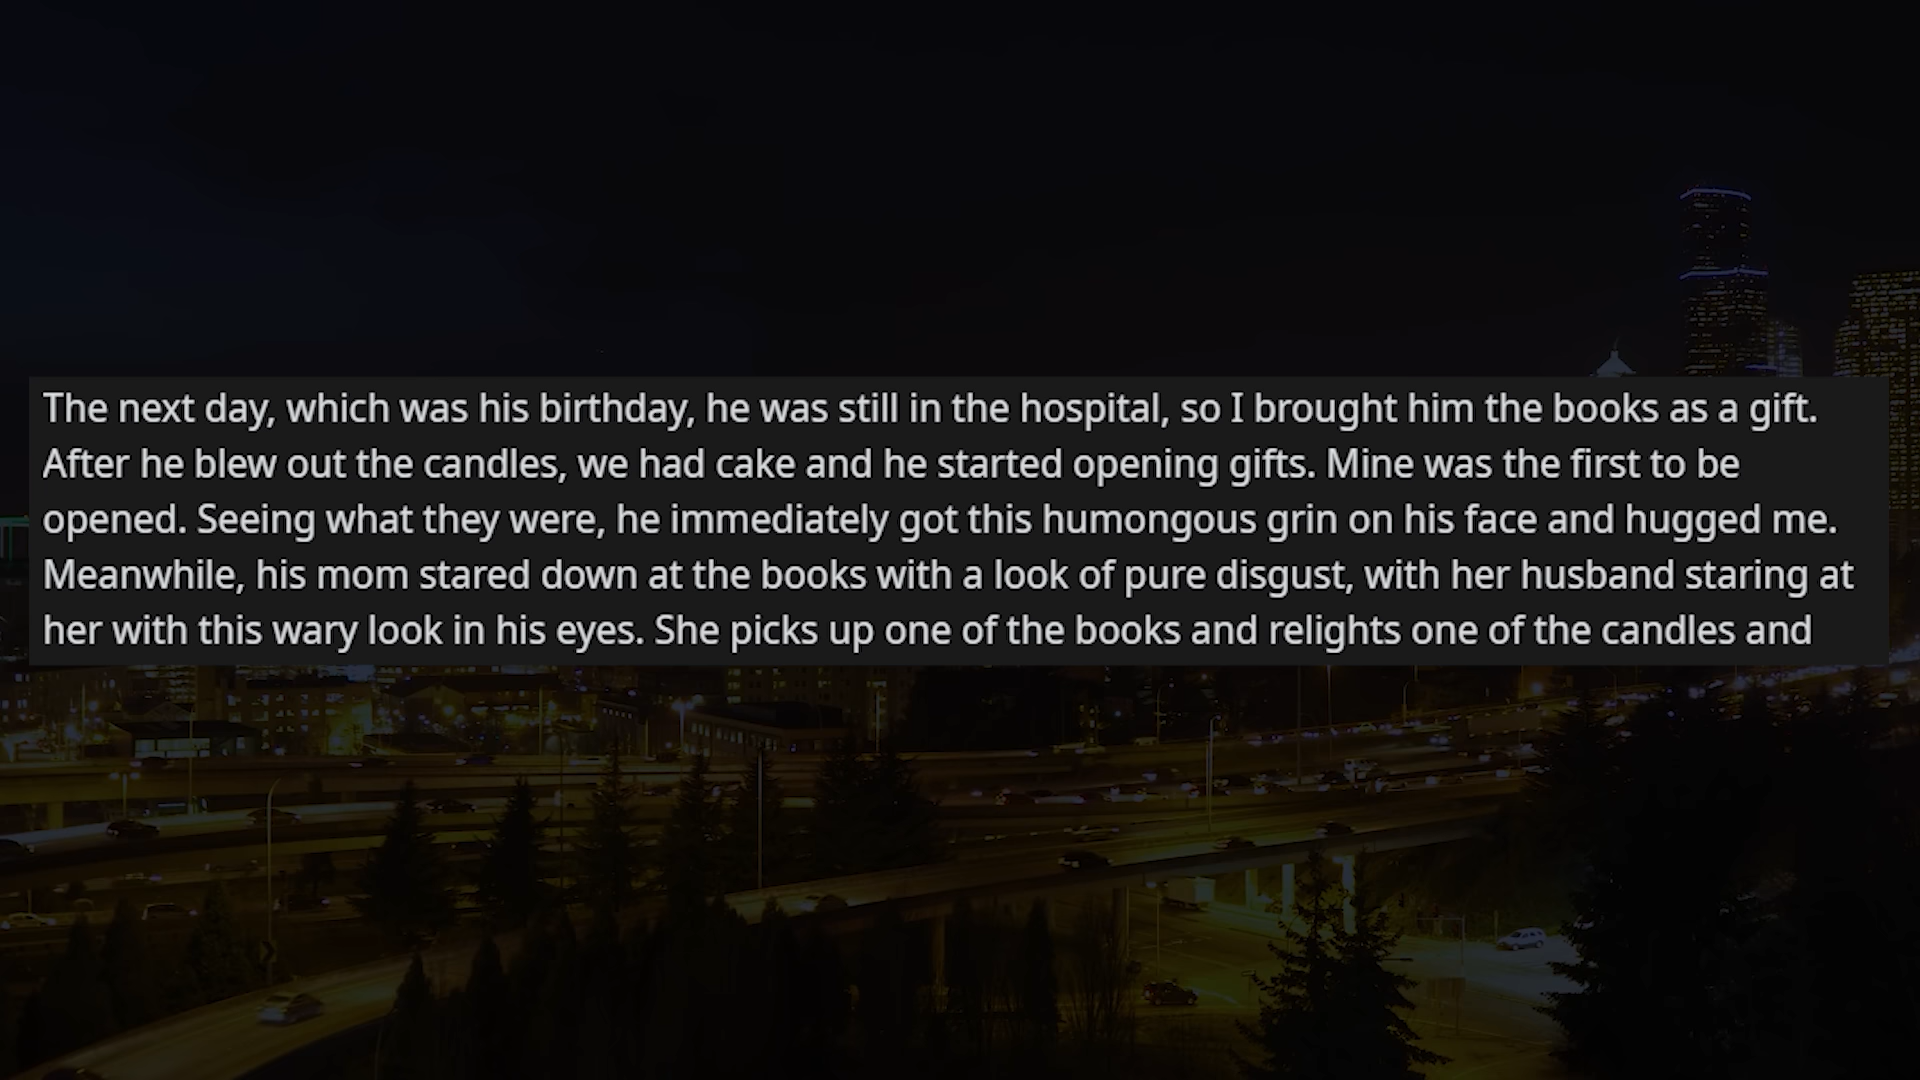 The next day, which was his birthday, he was still in the hospital, so I brought him the books as a gift.
After he blew out the candles, we had cake and he started opening gifts. Mine was the first to be
opened. Seeing what they were, he immediately got this humongous grin on his face and hugged me.
Meanwhile, his mom stared down at the books with a look of pure disgust, with her husband staring at
her with this wary look in his eyes. She picks up one of the books and relights one of the candles and